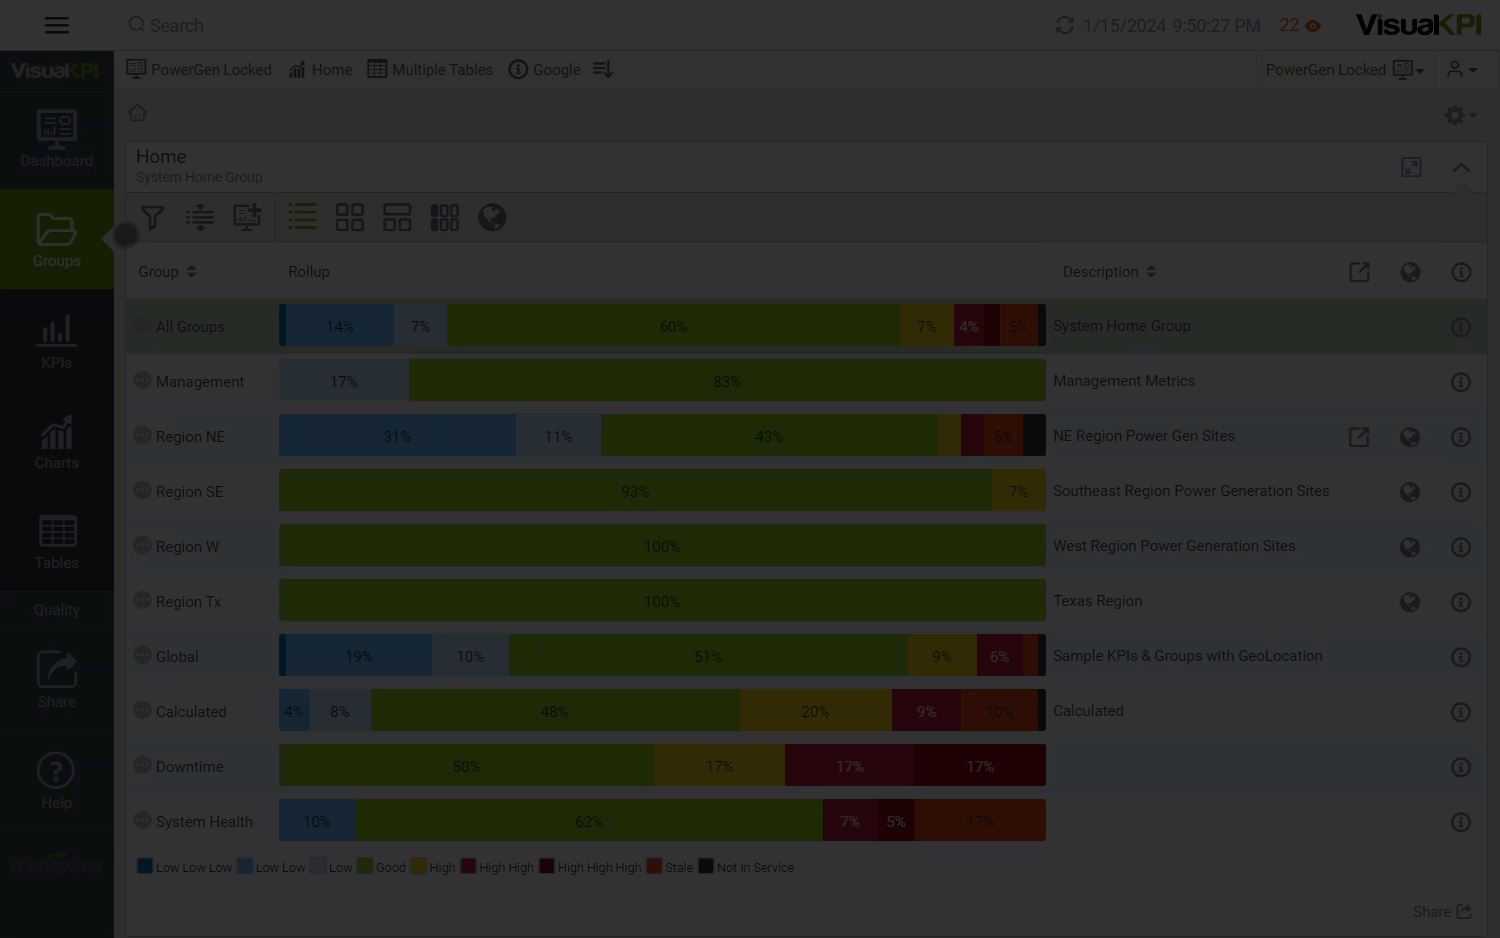 Search
1/15/2024 9:50:27 PM 22 VisualKPI
VisualKPI PowerGen Locked Home Multiple Tables Google PowerGen Locked
Dashboard
Groups
KPIs
Charts
Tables
Quality
Share
Help
Transpara
Home
System Home Group
Group Rollup Description
All Groups 14% 7% 60% 7% 4% 5% System Home Group
Management 17% 83% Management Metrics
Region NE 31% 11% 43% 5% NE Region Power Gen Sites
Region SE 93% 7% Southeast Region Power Generation Sites
Region W 100% West Region Power Generation Sites
Region Tx 100% Texas Region
Global 19% 10% 51% 9% 6% Sample KPIs & Groups with GeoLocation
Calculated 4% 8% 48% 20% 9% 10% Calculated
Downtime 50% 17% 17% 17%
System Health 10% 62% 7% 5% 17%
Low Low Low Low Low Low Good High High High High High High Stale Not In Service
Share